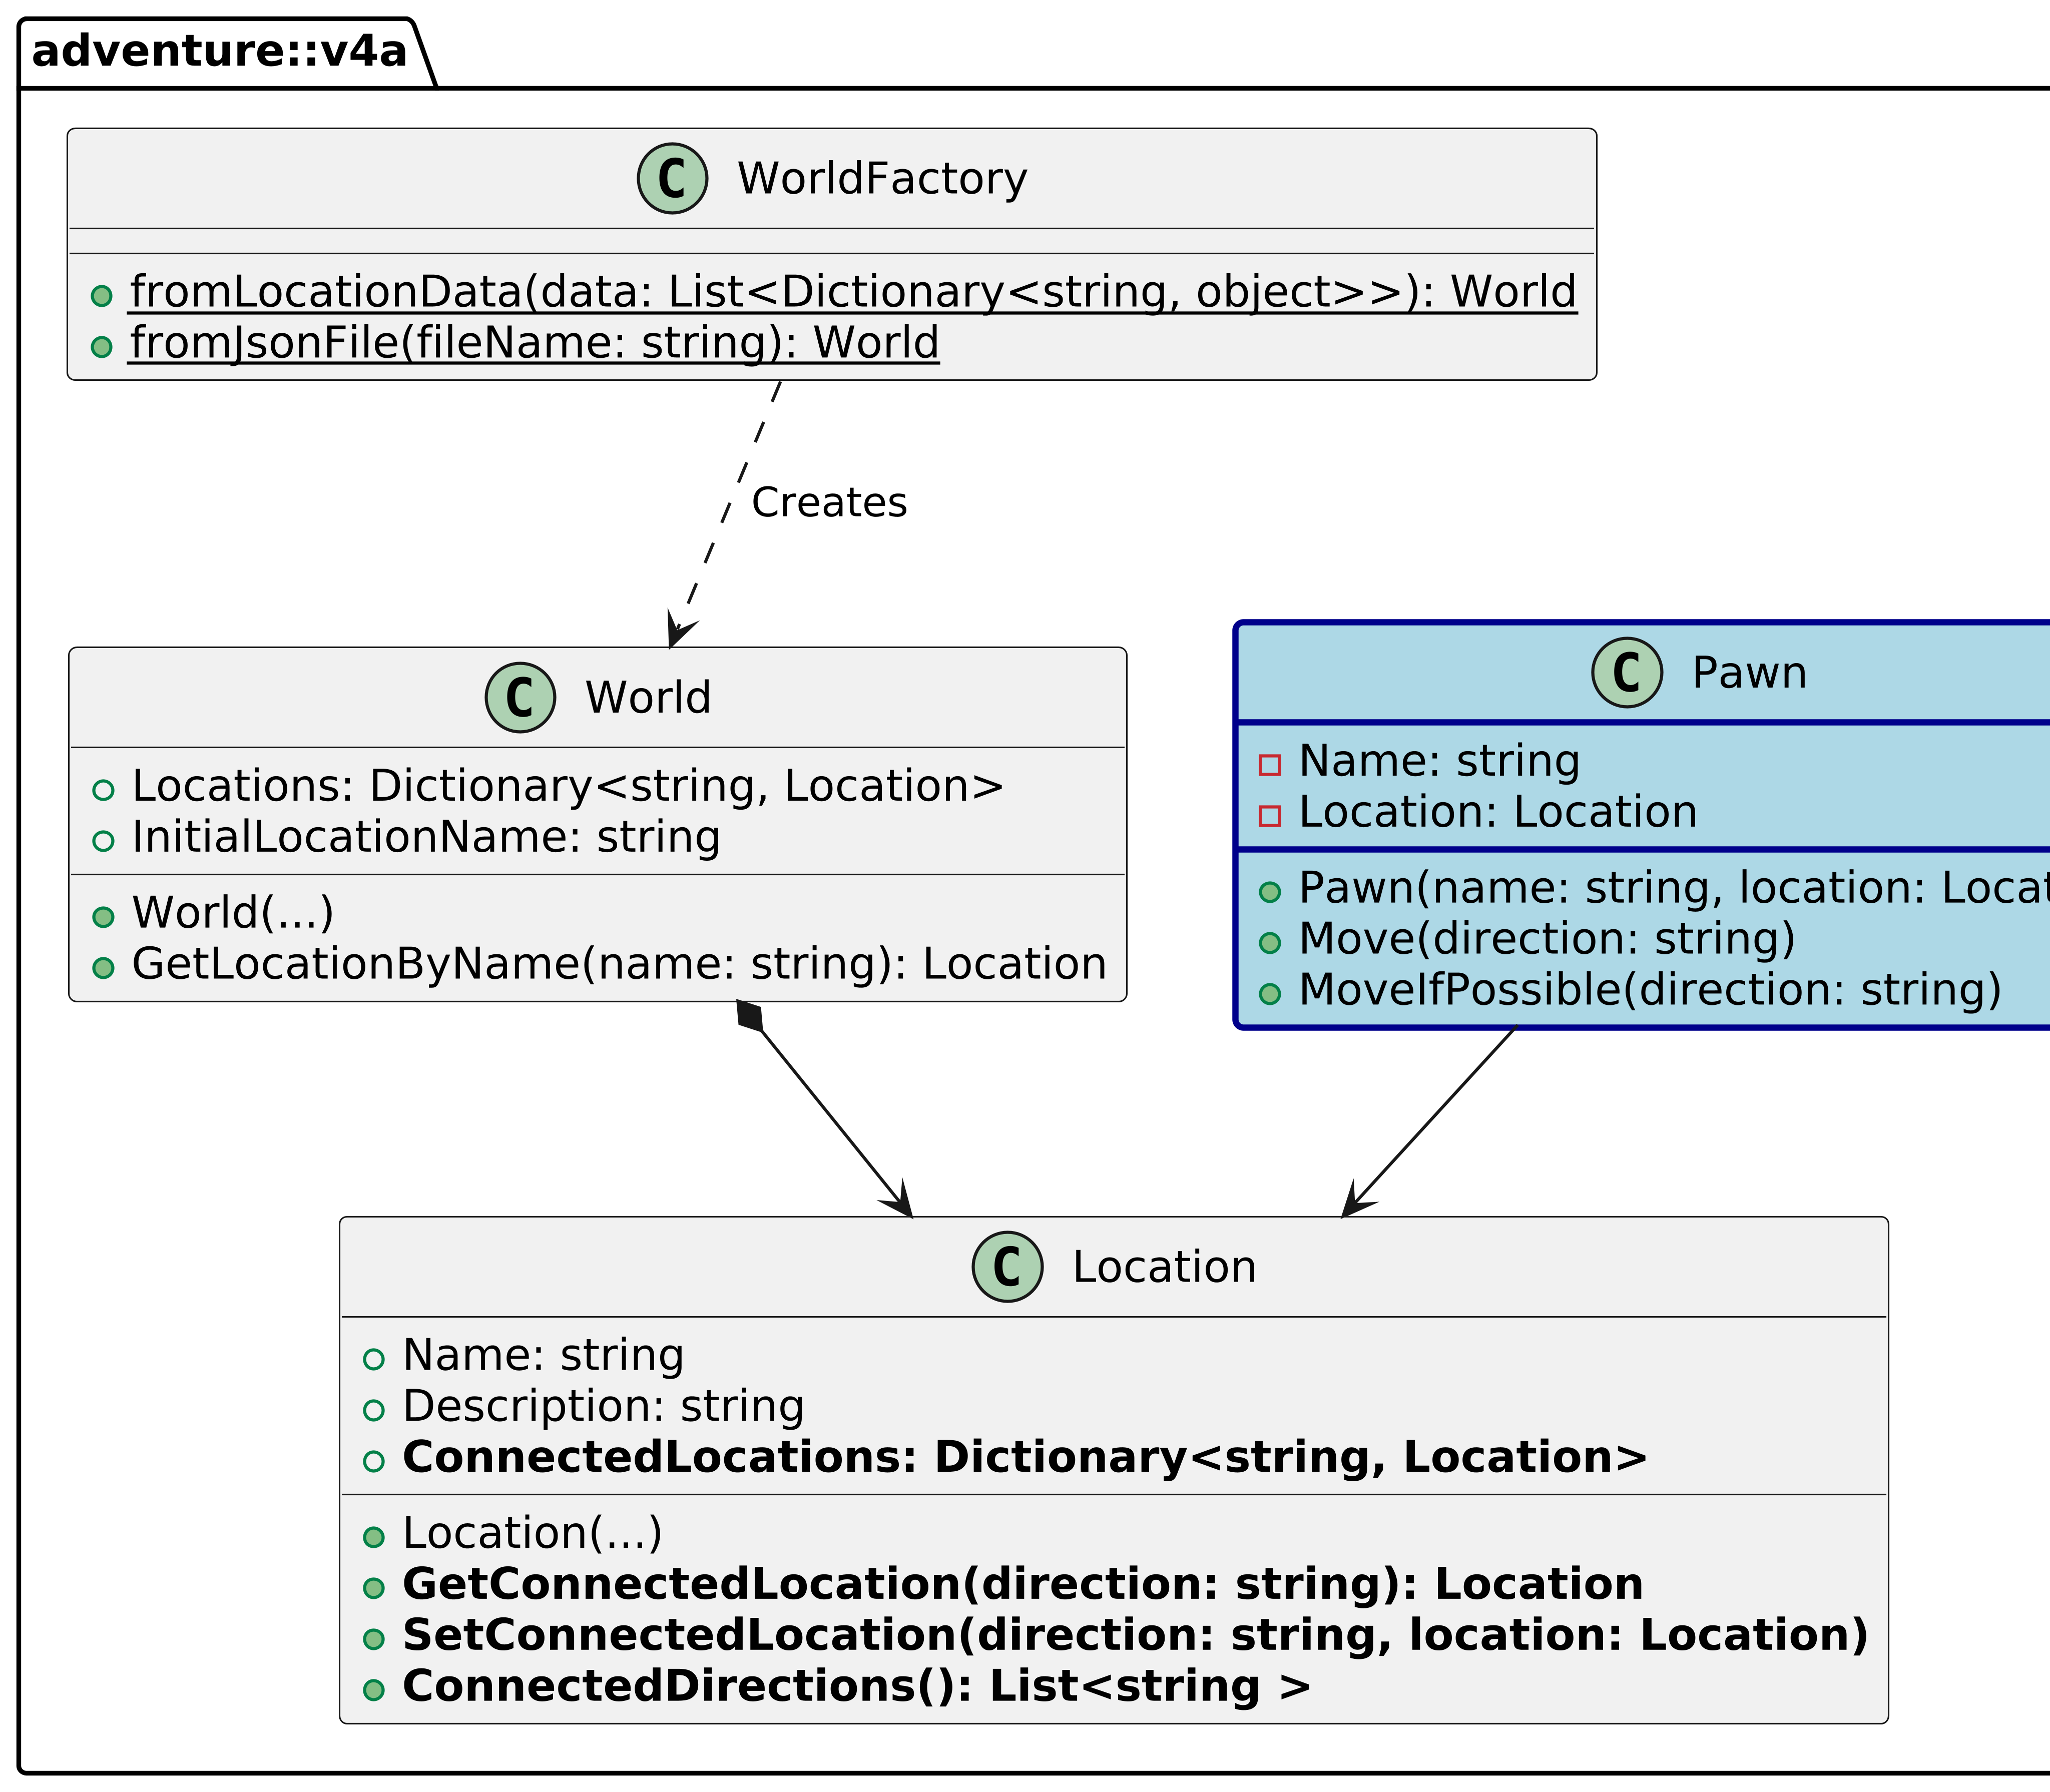 adventure::v4a
C WorldFactory
fromLocationData(data: List<Dictionary<string, object>>): World
fromJsonFile(fileName: string): World
Creates
C World
Locations: Dictionary<string, Location>
InitialLocationName: string
World(...)
GetLocationByName(name: string): Location
C Pawn
Name: string
Location: Location
Pawn(name: string, location:
Move(direction: string)
MoveIfPossible(direction: string)
C Location
Name: string
Description: string
ConnectedLocations: Dictionary<string, Location>
Location(...)
GetConnectedLocation(direction: string): Location
SetConnectedLocation(direction: string, location: Location)
ConnectedDirections(): List<string >